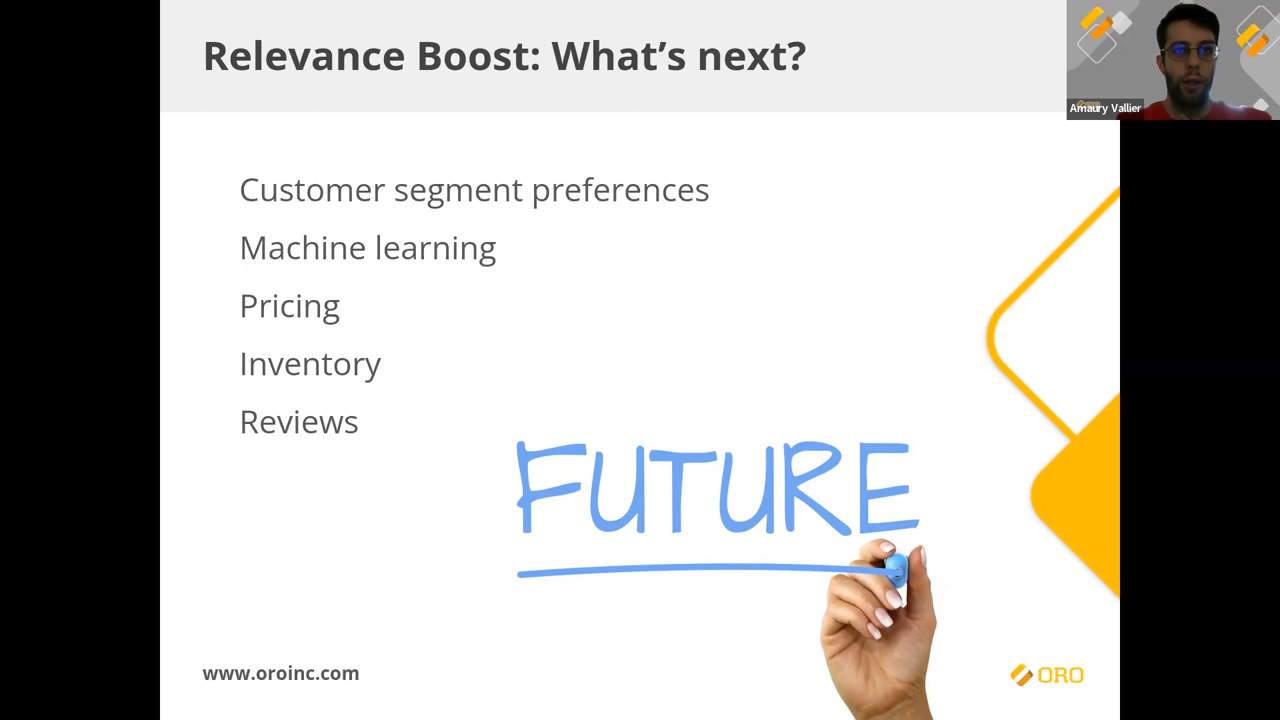 Relevance Boost: What's next?
Amaury Vallier
Customer segment preferences
Machine learning
Pricing
Inventory
Reviews
FUTURE
www.oroinc.com
ORO